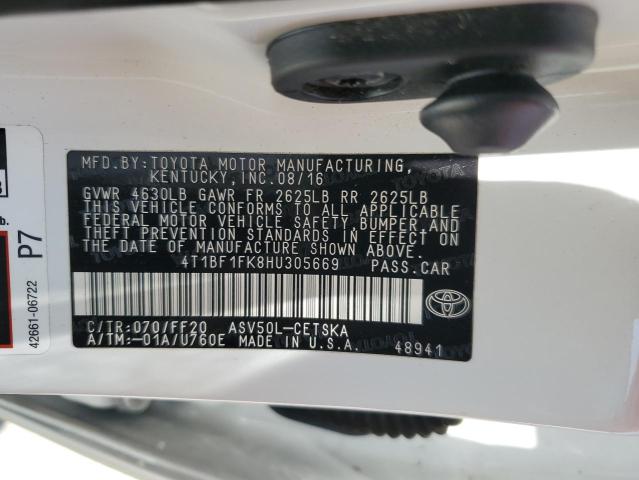 MFD.BY:TOYOTA MOTOR MANUFACTURING,
KENTUCKY, INC.08/16
GVWR 4630LB GAWR FR 2625LB RR 2625LB
THIS VEHICLE CONFORMS TO ALL APPLICABLE
FEDERAL MOTOR VEHICLE SAFETY,BUMPER,AND
THEFT PREVENTION STANDARDS IN EFFECT ON
THE DATE OF MANUFACTURE SHOWN ABOVE.
4T1BF1FK8HU305669 PASS.CAR
C/TR:070/FF20 ASV50L-CETSKA
A/TM:-01A/U760E MADE IN U.S.A. 48941
P7
42661-06722